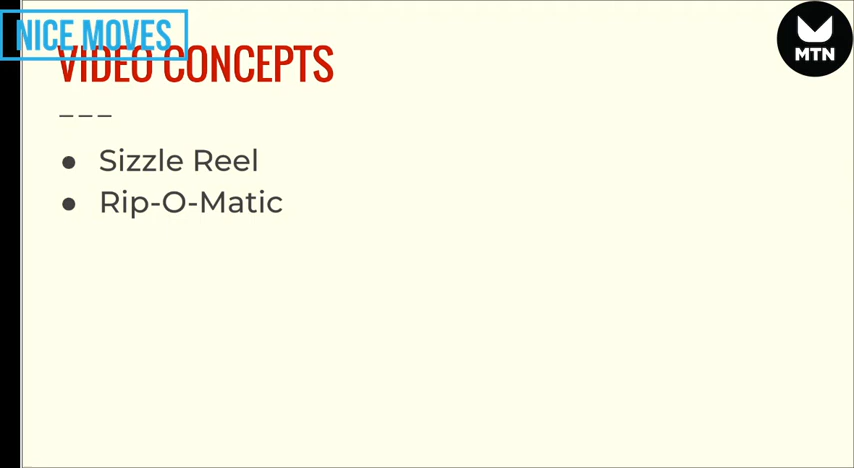 NICE MOVES
MTN
VIDEO CONCEPTS
Sizzle Reel
Rip-O-Matic